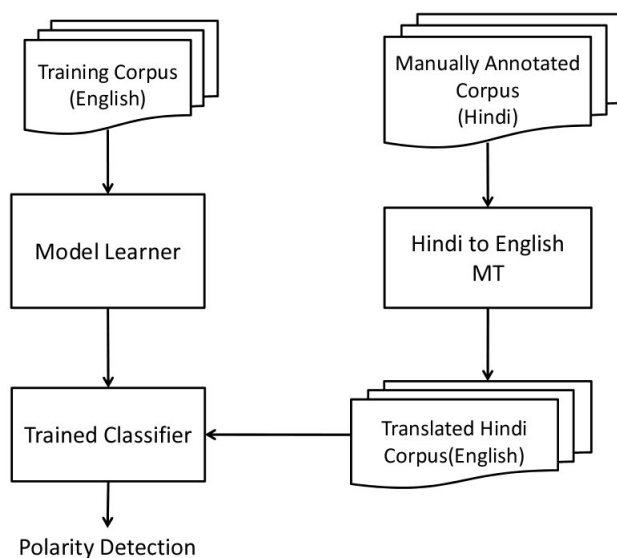 Training Corpus
(English)
Manually Annotated
Corpus
(Hindi)
Model Learner
Hindi to English
MT
Trained Classifier
Translated Hindi
Corpus(English)
Polarity Detection